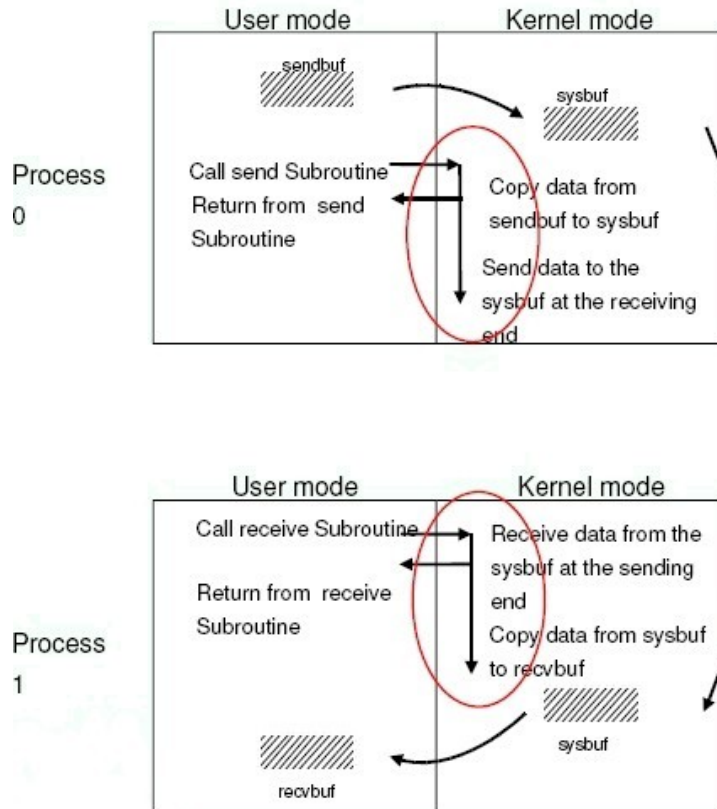 User mode
Kernel mode
sendbuf
sysbuf
Process
0
Call send Subroutine
Return from send
Subroutine
Copy data from
sendbuf to sysbuf
Send data to the
sysbuf at the receiving
end
User mode
Kernel mode
Process
1
Call receive Subroutine
Return from receive
Subroutine
Receive data from the
sysbuf at the sending
end
Copy data from sysbuf
to recvbuf
sysbuf
recvbuf